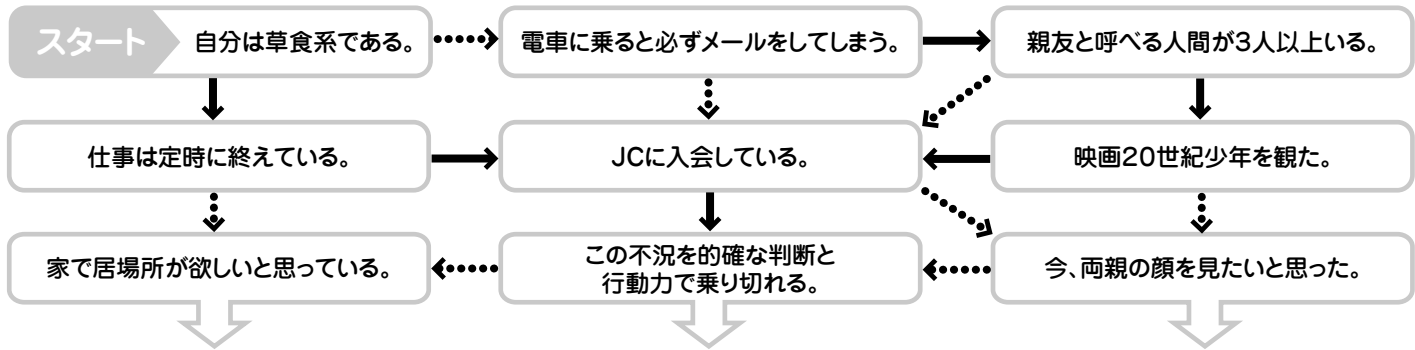 スタート
自分は草食系である。
電車に乗ると必ずメールをしてしまう。
親友と呼べる人間が3人以上いる。
仕事は定時に終えている。
JCに入会している。
映画20世紀少年を観た。
家で居場所が欲しいと思っている。
この不況を的確な判断と
行動力で乗り切れる。
今、両親の顔を見たいと思った。